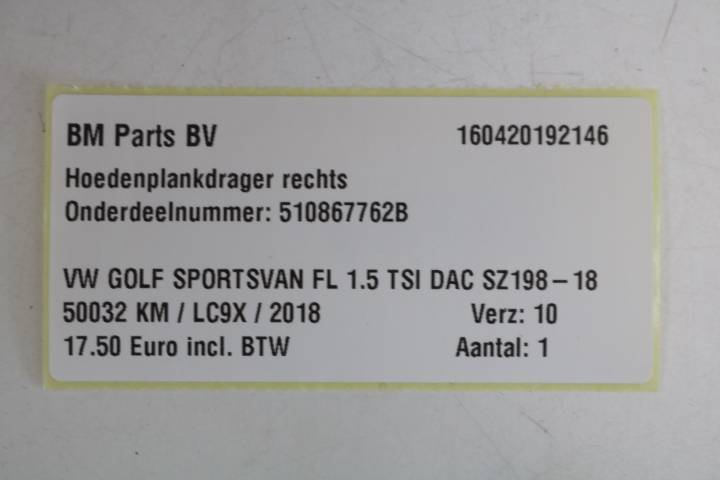 BM Parts BV 160420192146
Hoedenplankdrager rechts
Onderdeelnummer: 510867762B
VW GOLF SPORTSVAN FL 1.5 TSI DAC SZ198-18
50032 KM / LC9X / 2018 Verz: 10
17.50 Euro incl. BTW Aantal: 1